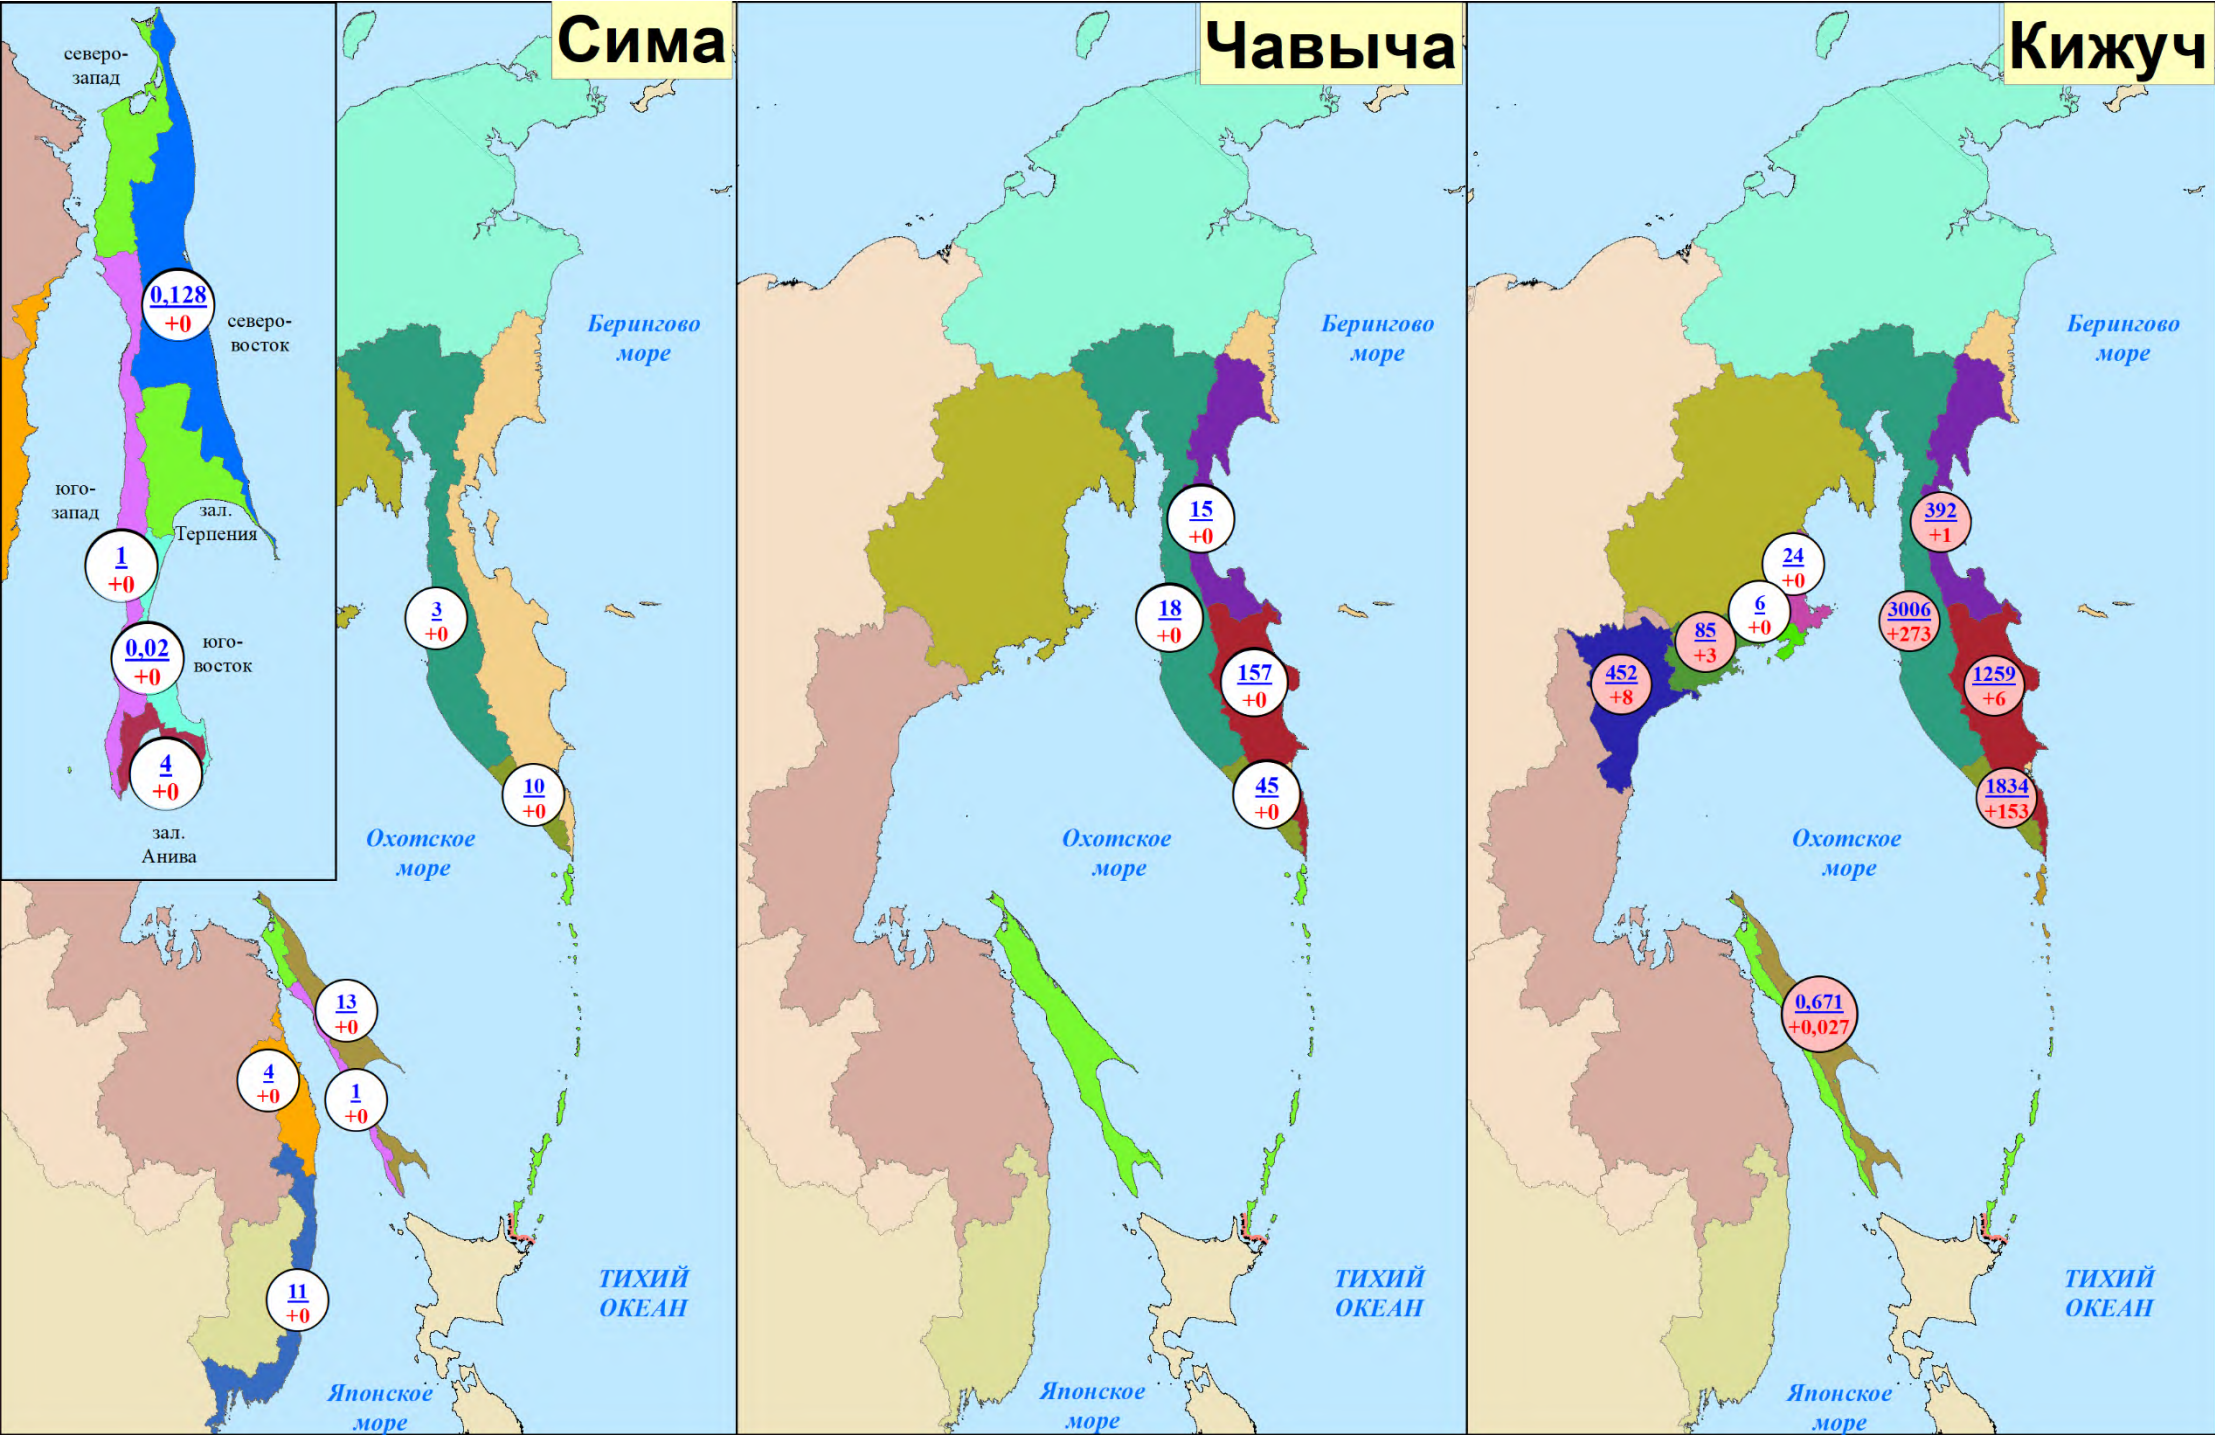 Сима
северо-
запад
0,128
+0
северо-
восток
юго-
запад
зал.
Терпения
1
+0
0,02
+0
юго-
восток
4
+0
зал.
Анива
Берингово
море
3
+0
10
+0
Охотское
море
13
+0
4
+0
1
+0
11
+0
ТИХИЙ
ОКЕАН
Японское
море
Чавыча
Берингово
море
15
+0
18
+0
157
+0
45
+0
Охотское
море
ТИХИЙ
ОКЕАН
Японское
море
Кижуч
Берингово
море
392
+1
24
+0
6
+0
3006
+273
85
+3
452
+8
1259
+6
1834
+153
Охотское
море
0,671
+0,027
ТИХИЙ
ОКЕАН
Японское
море